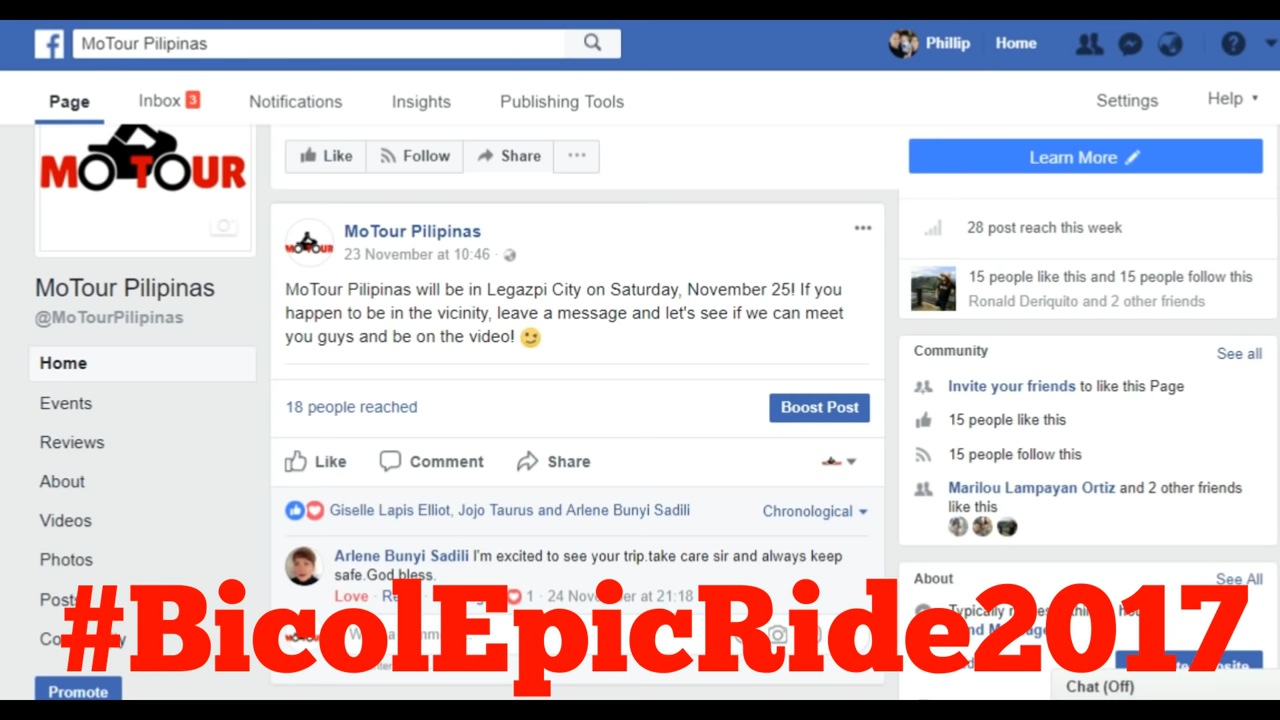 MoTour Pilipinas
Phillip
Home
Page
Inbox 3
Notifications
Insights
Publishing Tools
Settings
Help
MOTOUR
MoTour Pilipinas
@MoTourPilipinas
Home
Events
Reviews
About
Videos
Photos
Promote
Like
Follow
Share
MOTOUR
MoTour Pilipinas
23 November at 10:46
MoTour Pilipinas will be in Legazpi City on Saturday, November 25! If you
happen to be in the vicinity, leave a message and let's see if we can meet
you guys and be on the video!
18 people reached
Boost Post
Like
Comment
Share
Giselle Lapis Elliot, Jojo Taurus and Arlene Bunyi Sadili
Chronological
Arlene Bunyi Sadili I'm excited to see your trip.take care sir and always keep
safe.God bless.
Love
1 · 24 November at 21:18
Learn More
28 post reach this week
15 people like this and 15 people follow this
Ronald Deriquito and 2 other friends
Community
See all
Invite your friends to like this Page
15 people like this
15 people follow this
Marilou Lampayan Ortiz and 2 other friends
like this
About
See All
Chat (Off)
#BicolEpicRide2017